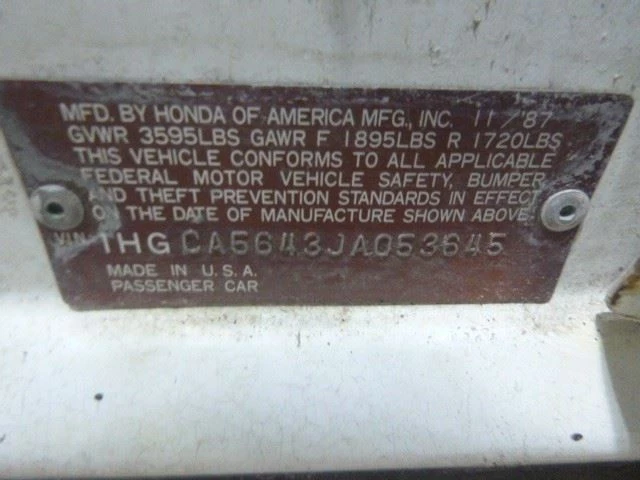 MFD. BY HONDA OF AMERICA MFG., INC. 11/87
GVWR 3595LBS GAWR F 1895LBS R 1720LBS
THIS VEHICLE CONFORMS TO ALL APPLICABLE
FEDERAL MOTOR VEHICLE SAFETY, BUMPER
AND THEFT PREVENTION STANDARDS IN EFFECT
ON THE DATE OF MANUFACTURE SHOWN ABOVE.
VIN 1HGCA5643JA053645
MADE IN U.S.A.
PASSENGER CAR